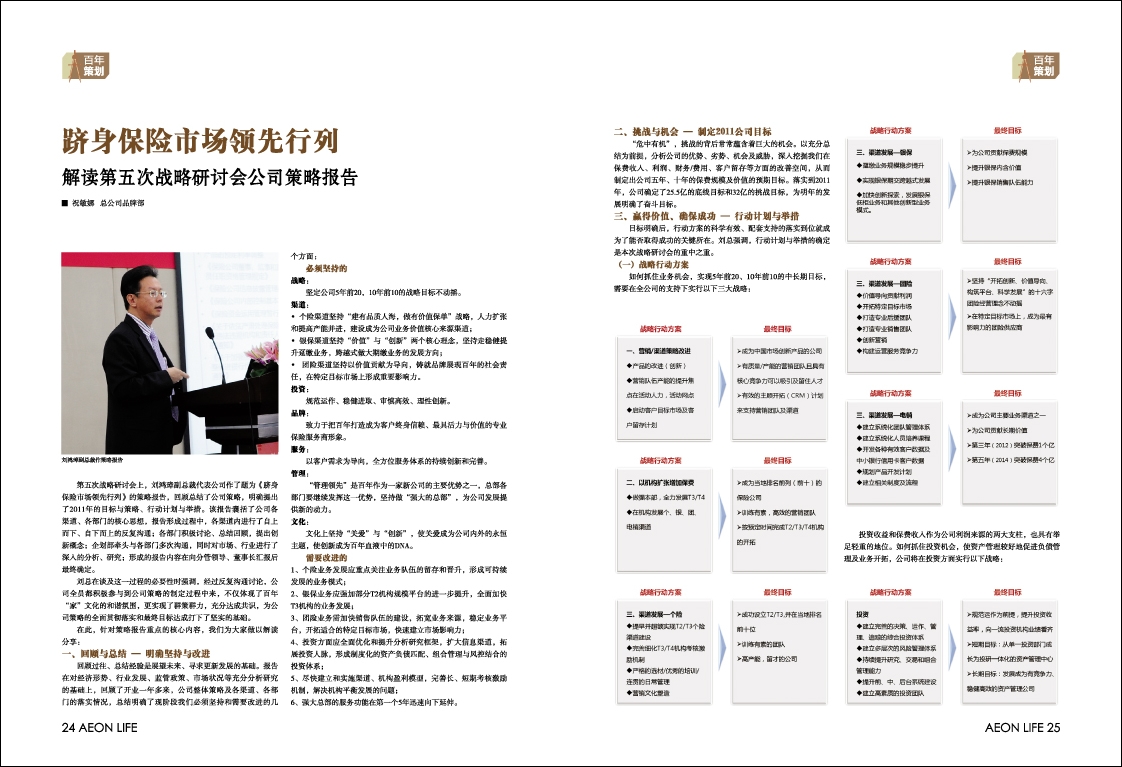 百年
策划
跻身保险市场领先行列
解读第五次战略研讨会公司策略报告
■ 祝敏娜 总公司品牌部
刘鸿璋副总裁作策略报告
第五次战略研讨会上，刘鸿璋副总裁代表公司作了题为《跻身
保险市场领先行列》的策略报告，回顾总结了公司策略，明确提出
了2011年的目标与策略、行动计划与举措。该报告囊括了公司各
渠道、各部门的核心思想，报告形成过程中，各渠道内进行了自上
而下、自下而上的反复沟通；各部门积极讨论、总结回顾，提出创
新概念；企划部牵头与各部门多次沟通，同时对市场、行业进行了
深入的分析、研究；形成的报告内容在向分管领导、董事长汇报后
最终确定。
刘总在谈及这一过程的必要性时强调，经过反复沟通讨论，公
司全员都积极参与到公司策略的制定过程中来，不仅体现了百年
“家”文化的和谐氛围，更实现了群策群力，充分达成共识，为公
司策略的全面贯彻落实和最终目标达成打下了坚实的基础。
在此，针对策略报告重点的核心内容，我们为大家做以解读
分享：
一、回顾与总结 — 明确坚持与改进
回顾过往、总结经验是展望未来、寻求更新发展的基础。报告
在对经济形势、行业发展、监管政策、市场状况等充分分析研究
的基础上，回顾了开业一年多来，公司整体策略及各渠道、各部
门的落实情况，总结明确了现阶段我们必须坚持和需要改进的几
个方面：
必须坚持的
战略：
坚定公司5年前20，10年前10的战略目标不动摇。
渠道：
• 个险渠道坚持“建有品质人海，做有价值保单”战略，人力扩张
和提高产能并进，建设成为公司业务价值核心来源渠道；
• 银保渠道坚持“价值”与“创新”两个核心理念，坚持走稳健提
升延缴业务，跨越式做大期缴业务的发展方向；
• 团险渠道坚持以价值贡献为导向，铸就品牌展现百年的社会责
任，在特定目标市场上形成重要影响力。
投资：
规范运作、稳健进取、审慎高效、理性创新。
品牌：
致力于把百年打造成为客户终身信赖、最具活力与价值的专业
保险服务商形象。
服务：
以客户需求为导向，全方位服务体系的持续创新和完善。
管理：
“管理领先”是百年作为一家新公司的主要优势之一，总部各
部门要继续发挥这一优势，坚持做“强大的总部”，为公司发展提
供新的动力。
文化：
文化上坚持“关爱”与“创新”，使关爱成为公司内外的永恒
主题，使创新成为百年血液中的DNA。
需要改进的
1、个险业务发展应重点关注业务队伍的留存和晋升，形成可持续
发展的业务模式；
2、银保业务应强加部分T2机构规模平台的进一步提升，全面加快
T3机构的业务发展；
3、团险业务需加快销售队伍的建设，拓宽业务来源，稳定业务平
台，开拓适合的特定目标市场，快速建立市场影响力；
4、投资方面应全面优化和提升分析研究框架，扩大信息渠道，拓
展投资人脉，形成制度化的资产负债匹配、组合管理与风控结合的
投资体系；
5、尽快建立和实施渠道、机构盈利模型，完善长、短期考核激励
机制，解决机构平衡发展的问题；
6、强大总部的服务功能在第一个5年迅速向下延伸。
24 AEON LIFE
百年
策划
二、挑战与机会 — 制定2011公司目标
“危中有机”，挑战的背后常常蕴含着巨大的机会。以充分总
结为前提，分析公司的优势、劣势、机会及威胁，深入挖掘我们在
保费收入、利润、财务/费用、客户留存等方面的改善空间，从而
制定出公司五年、十年的保费规模及价值的预期目标。落实到2011
年，公司确定了25.5亿的底线目标和32亿的挑战目标，为明年的发
展明确了奋斗目标。
三、赢得价值、确保成功 — 行动计划与举措
目标明确后，行动方案的科学有效、配套支持的落实到位就成
为了能否取得成功的关键所在。刘总强调，行动计划与举措的确定
是本次战略研讨会的重中之重。
（一）战略行动方案
如何抓住业务机会，实现5年前20、10年前10的中长期目标，
需要在全公司的支持下实行以下三大战略：
战略行动方案
一、营销/渠道策略改进
◆产品的改进（创新）
◆营销队伍产能的提升焦
点在活动人力，活动网点
◆启动客户目标市场及客
户留存计划
最终目标
➢成为中国市场创新产品的公司
➢有质量/产能的营销团队且具有
核心竞争力可以吸引及留住人才
➢有效的主顾开拓（CRM）计划
来支持营销团队及渠道
战略行动方案
二、以机构扩张增加保费
◆做强本部，全力发展T3/T4
◆在机构发展个、银、团、
电销渠道
最终目标
➢成为当地排名前列（前十）的
保险公司
➢训练有素，高效的营销团队
➢按预定时间完成T2/T3/T4机构
的开拓
战略行动方案
三、渠道发展—个险
◆提早并超额实现T2/T3个险
渠道建设
◆完善细化T3/T4机构考核激
励机制
◆严格的选材/优秀的培训/
连贯的日常管理
◆营销文化塑造
最终目标
➢成功设立T2/T3,并在当地排名
前十位
➢训练有素的团队
➢高产能，留才的公司
战略行动方案
三、渠道发展—银保
◆趸缴业务规模稳步提升
◆实现银保期交跨越式发展
◆加快创新探索，发展银保
低柜业务和其他创新型业务
模式。
最终目标
➢为公司贡献保费规模
➢提升银保内含价值
➢提升银保销售队伍能力
战略行动方案
三、渠道发展—团险
◆价值导向贡献利润
◆开拓特定目标市场
◆打造专业后援团队
◆打造专业销售团队
◆创新营销
◆构建运营服务竞争力
最终目标
➢坚持“开拓创新、价值导向、
构筑平台、科学发展”的十六字
团险经营理念不动摇
➢在特定目标市场上，成为最有
影响力的团险供应商
战略行动方案
三、渠道发展—电销
◆建立系统化团队管理体系
◆建立系统化人员培养课程
◆开发各种有效客户数据及
中小银行信用卡客户数据
◆规划产品开发计划
◆建立相关制度及流程
最终目标
➢成为公司主要业务渠道之一
➢为公司贡献长期价值
➢第三年（2012）突破保费1个亿
➢第五年（2014）突破保费4个亿
投资收益和保费收入作为公司利润来源的两大支柱，也具有举
足轻重的地位。如何抓住投资机会，使资产管理较好地促进负债管
理及业务开拓，公司将在投资方面实行以下战略：
战略行动方案
投资
◆建立完善的决策、运作、管
理、追踪的综合投资体系
◆建立多层次的风险管理体系
◆持续提升研究、交易和组合
管理能力
◆提升前、中、后台系统建设
◆建立高素质的投资团队
最终目标
➢规范运作为前提，提升投资收
益率，向一流投资机构业绩看齐
➢短期目标：从单一投资部门成
长为投研一体化的资产管理中心
➢长期目标：发展成为有竞争力、
稳健高效的资产管理公司
AEON LIFE 25